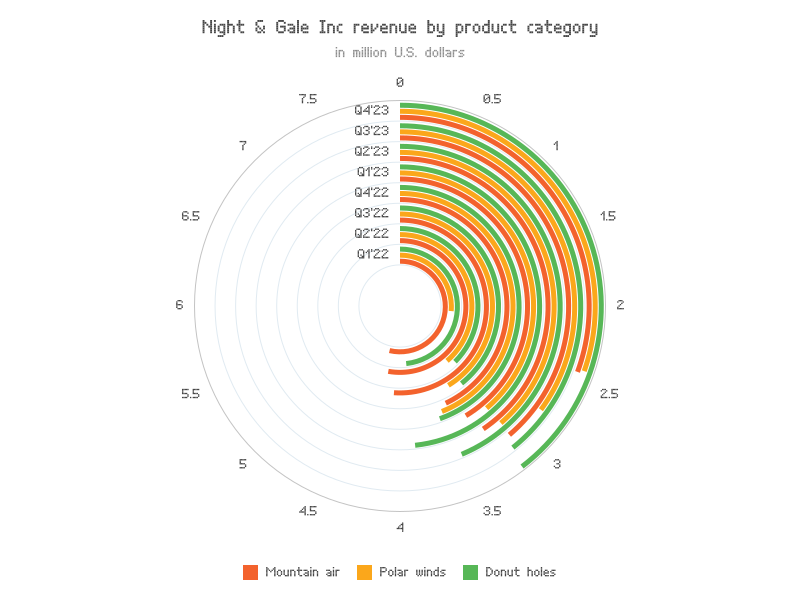 Night & Gale Inc revenue by product category
in million U.S. dollars
0
0.5
1
1.5
2
2.5
3
3.5
4
4.5
5
5.5
6
6.5
7
7.5
Q4'23
Q3'23
Q2'23
Q1'23
Q4'22
Q3'22
Q2'22
Q1'22
Mountain air
Polar winds
Donut holes